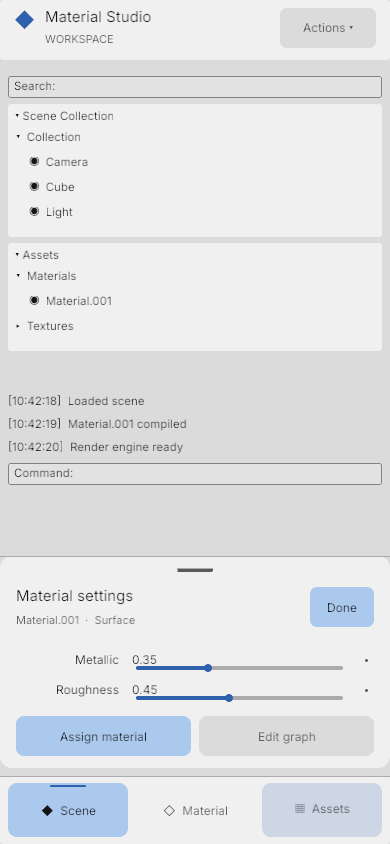 Material Studio
WORKSPACE
Actions
Search:
Scene Collection
Collection
Camera
Cube
Light
Assets
Materials
Material.001
Textures
[10:42:18] Loaded scene
[10:42:19] Material.001 compiled
[10:42:20] Render engine ready
Command:
Material settings
Done
Material.001 · Surface
Metallic 0.35
Roughness 0.45
Assign material Edit graph
Scene Material Assets